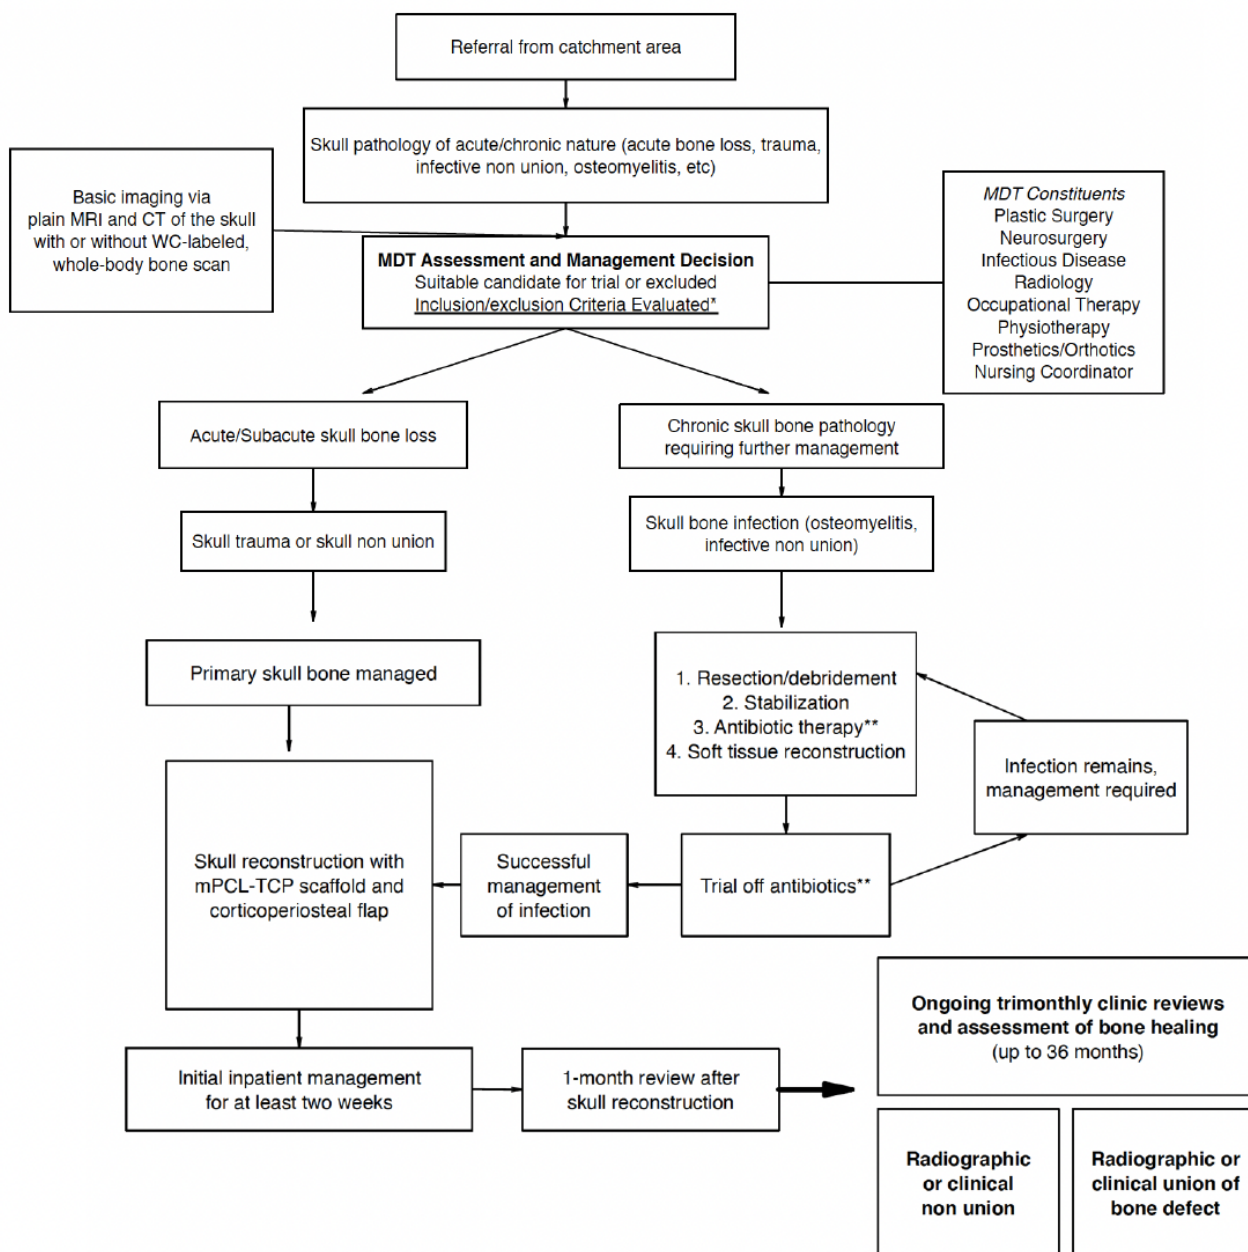 Referral from catchment area
Skull pathology of acute/chronic nature (acute bone loss, trauma,
infective non union, osteomyelitis, etc)
Basic imaging via
plain MRI and CT of the skull
with or without WC-labeled,
whole-body bone scan
MDT Assessment and Management Decision
Suitable candidate for trial or excluded
Inclusion/exclusion Criteria Evaluated*
MDT Constituents
Plastic Surgery
Neurosurgery
Infectious Disease
Radiology
Occupational Therapy
Physiotherapy
Prosthetics/Orthotics
Nursing Coordinator
Acute/Subacute skull bone loss
Chronic skull bone pathology
requiring further management
Skull trauma or skull non union
Skull bone infection (osteomyelitis,
infective non union)
Primary skull bone managed
1. Resection/debridement
2. Stabilization
3. Antibiotic therapy**
4. Soft tissue reconstruction
Infection remains,
management required
Skull reconstruction with
mPCL-TCP scaffold and
corticoperiosteal flap
Successful
management
of infection
Trial off antibiotics**
Initial inpatient management
for at least two weeks
1-month review after
skull reconstruction
Ongoing trimonthly clinic reviews
and assessment of bone healing
(up to 36 months)
Radiographic
or clinical
non union
Radiographic or
clinical union of
bone defect